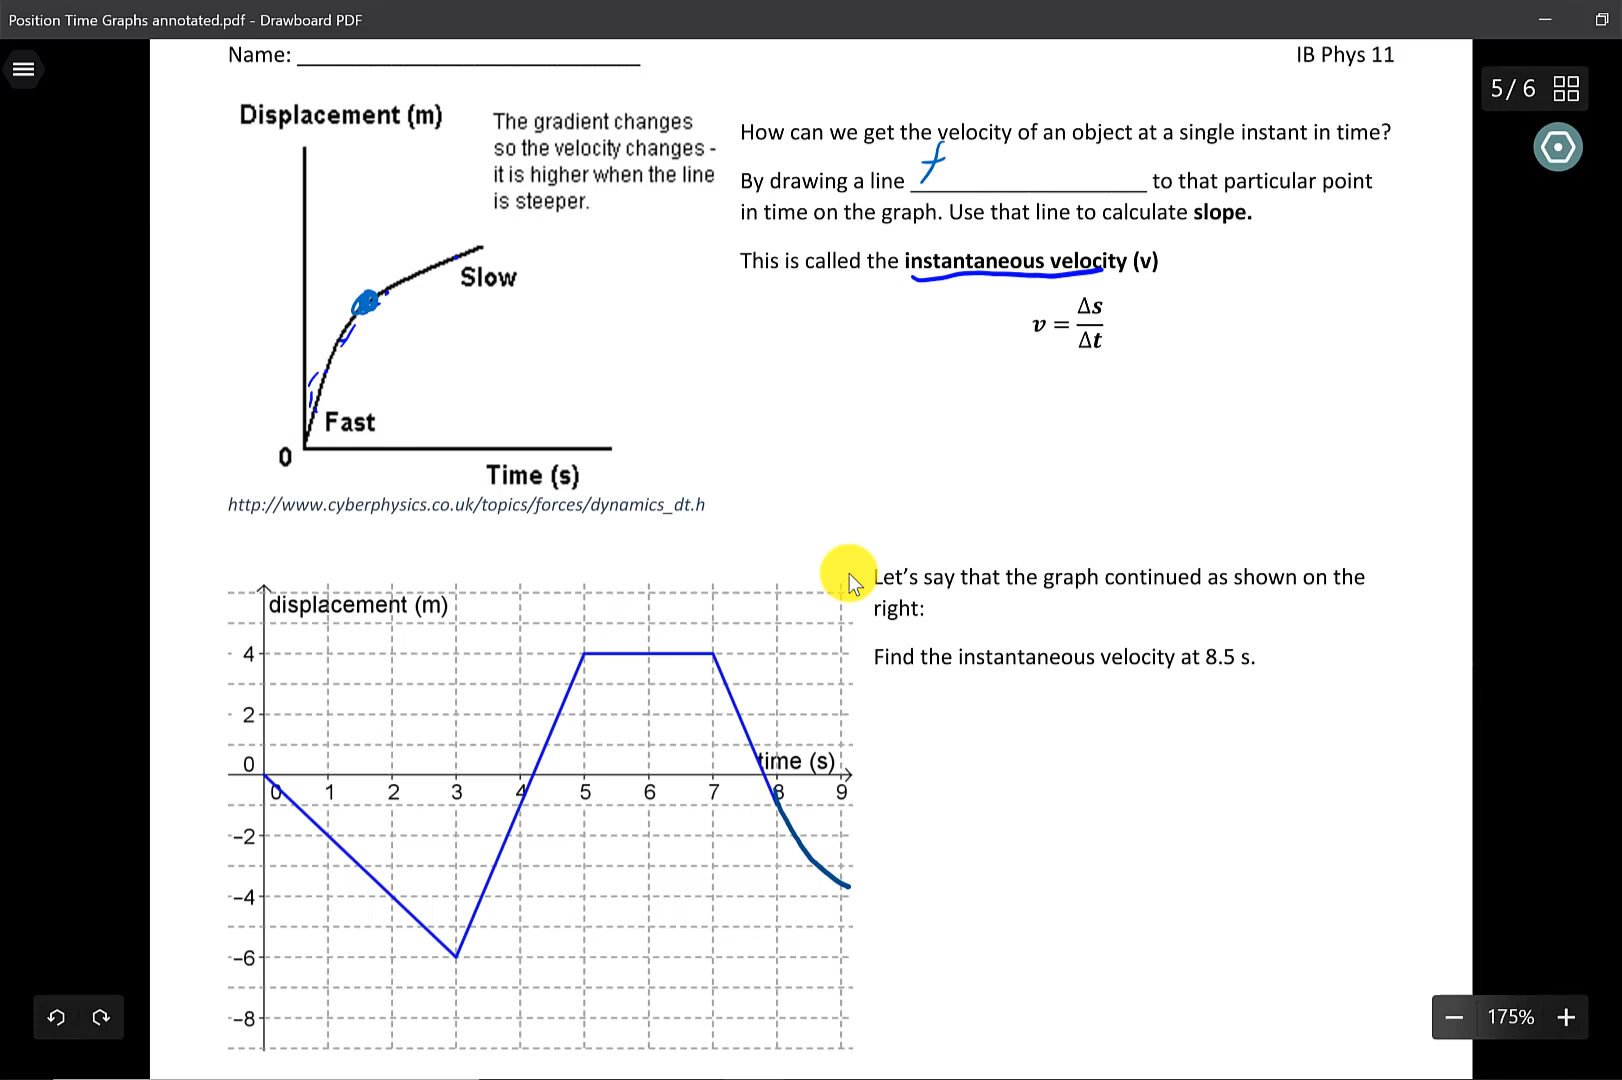 Position Time Graphs annotated.pdf - Drawboard PDF
Name: ____________________________
IB Phys 11
5 / 6
Displacement (m)
The gradient changes
so the velocity changes -
it is higher when the line
is steeper.
Slow
Fast
0
Time (s)
http://www.cyberphysics.co.uk/topics/forces/dynamics_dt.h
How can we get the velocity of an object at a single instant in time?
By drawing a line ____________________ to that particular point
in time on the graph. Use that line to calculate slope.
This is called the instantaneous velocity (v)
v = Δs/Δt
displacement (m)
4
2
0
time (s)
0 1 2 3 4 5 6 7 8 9
−2
−4
−6
−8
Let’s say that the graph continued as shown on the
right:
Find the instantaneous velocity at 8.5 s.
175%